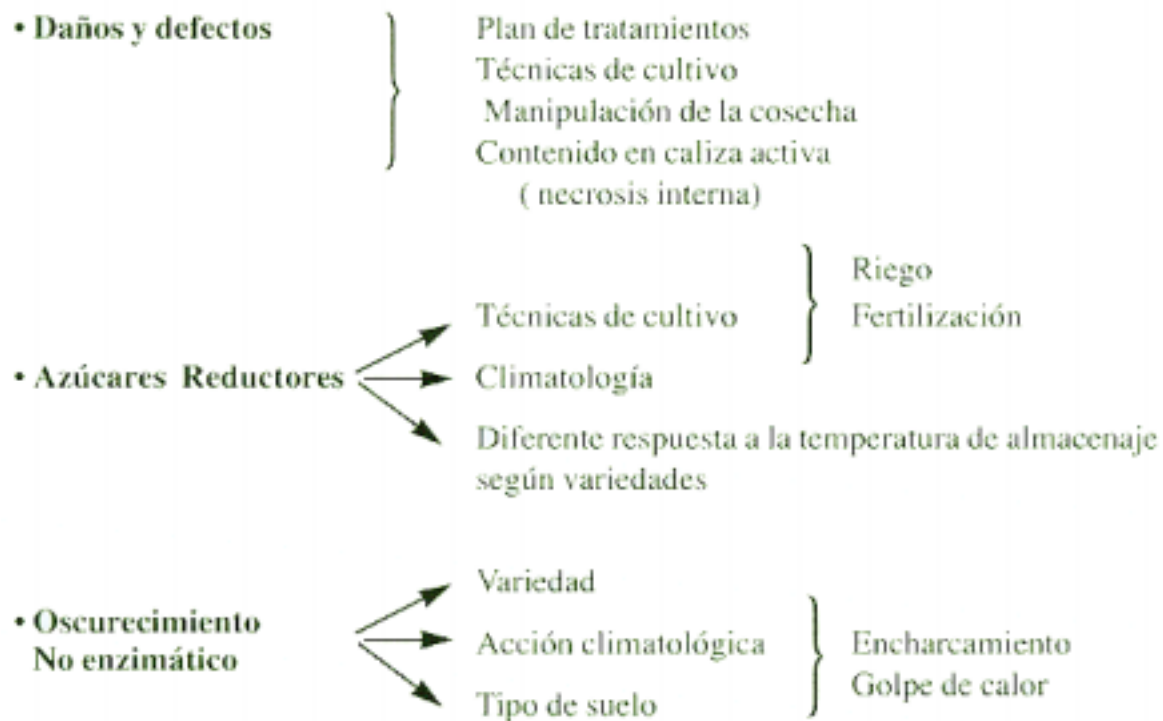 • Daños y defectos
Plan de tratamientos
Técnicas de cultivo
Manipulación de la cosecha
Contenido en caliza activa
( necrosis interna)
• Azúcares Reductores
Técnicas de cultivo
Riego
Fertilización
Climatología
Diferente respuesta a la temperatura de almacenaje
según variedades
• Oscurecimiento
No enzimático
Variedad
Acción climatológica
Tipo de suelo
Encharcamiento
Golpe de calor